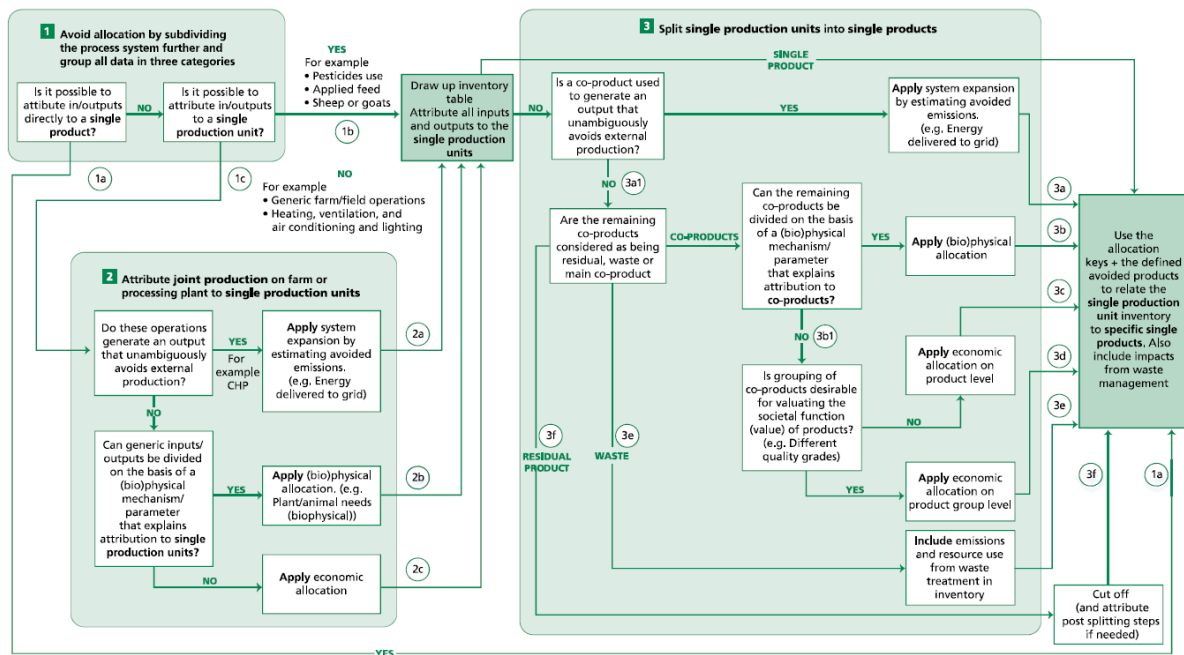 1 Avoid allocation by subdividing
the process system further and
group all data in three categories
Is it possible to
attibute in/outputs
directly to a single
product?
NO
Is it possible to
attribute in/outputs
to a single
production unit?
YES
For example
• Pesticides use
• Applied feed
• Sheep or goats
1b
1a
1c
NO
For example
• Generic farm/field operations
• Heating, ventilation, and
air conditioning and lighting
Draw up inventory
table
Attribute all inputs
and outputs to the
single production
units
2 Attribute joint production on farm or
processing plant to single production units
Do these operations
generate an output
that unambiguously
avoids external
production?
YES
For
example
CHP
Apply system
expansion by
estimating avoided
emissions.
(e.g. Energy
delivered to grid)
2a
NO
Can generic inputs/
outputs be divided
on the basis of a
(bio)physical
mechanism/
parameter
that explains
attribution to single
production units?
YES
Apply (bio)physical
allocation. (e.g.
Plant/animal needs
(biophysical))
2b
NO
Apply economic
allocation
2c
3 Split single production units into single products
SINGLE
PRODUCT
NO
Is a co-product used
to generate an
output that
unambiguously
avoids external
production?
YES
Apply system expansion
by estimating avoided
emissions.
(e.g. Energy
delivered to grid)
3a
NO
3a1
Are the remaining
co-products
considered as being
residual, waste or
main co-product
CO-PRODUCTS
Can the remaining
co-products be
divided on the basis
of a (bio)physical
mechanism/
parameter
that explains
attribution to
co-products?
YES
Apply (bio)physical
allocation
3b
NO
3b1
Is grouping of
co-products desirable
for valuating the
societal function
(value) of products?
(e.g. Different
quality grades)
NO
Apply economic
allocation on
product level
3c
YES
Apply economic
allocation on
product group level
3d
3f
RESIDUAL
PRODUCT
3e
WASTE
Include emissions
and resource use
from waste
treatment in
inventory
3e
Cut off
(and attribute
post splitting steps
if needed)
3f
1a
Use the
allocation
keys + the defined
avoided products
to relate the
single production
unit inventory
to specific single
products. Also
include impacts
from waste
management
YES